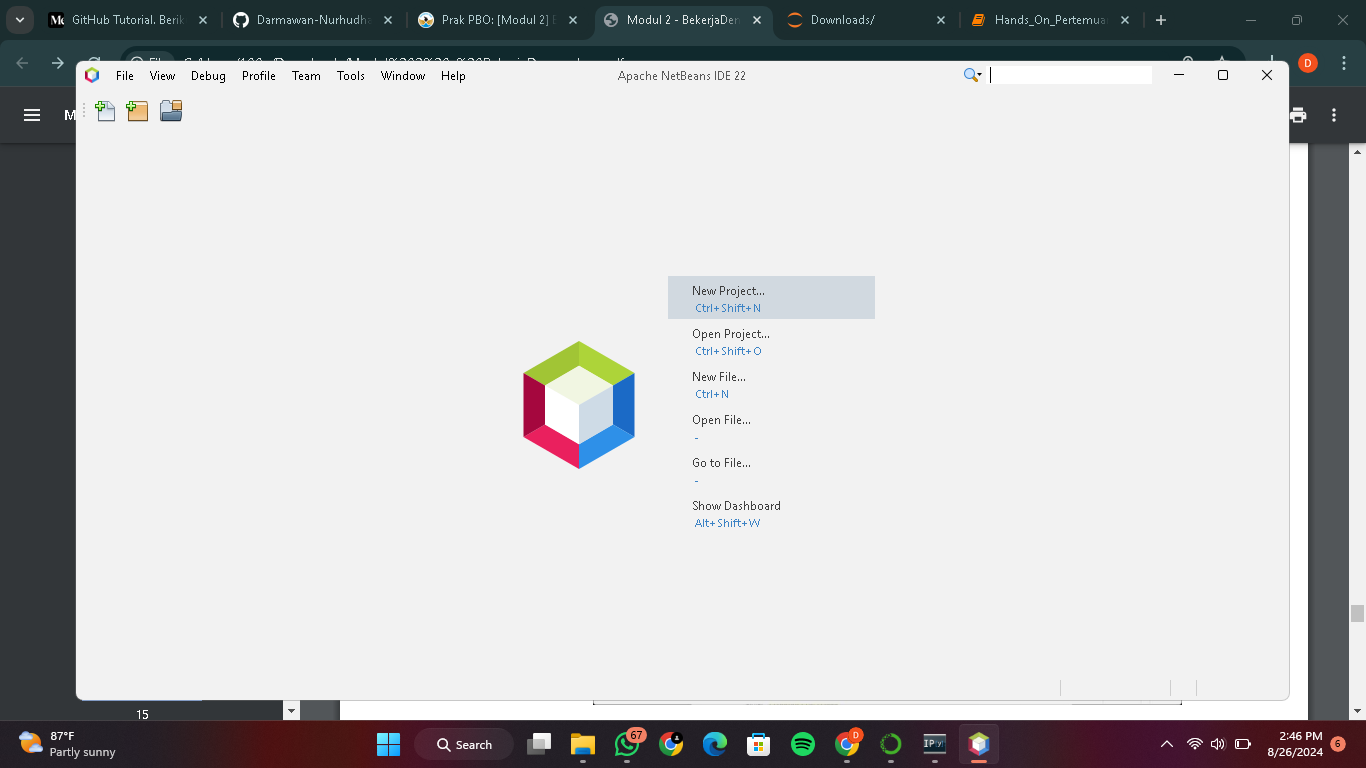 GitHub Tutorial. Berik
Darmawan-Nurhudha
Prak PBO: [Modul 2] B
Modul 2 - BekerjaDen
Downloads/
Hands_On_Pertemua
D
File View Debug Profile Team Tools Window Help
Apache NetBeans IDE 22
M
New Project...
Ctrl+Shift+N
Open Project...
Ctrl+Shift+O
New File...
Ctrl+N
Open File...
-
Go to File...
-
Show Dashboard
Alt+Shift+W
15
87°F
Partly sunny
Search
67
D
IPy
2:46 PM
8/26/2024
6